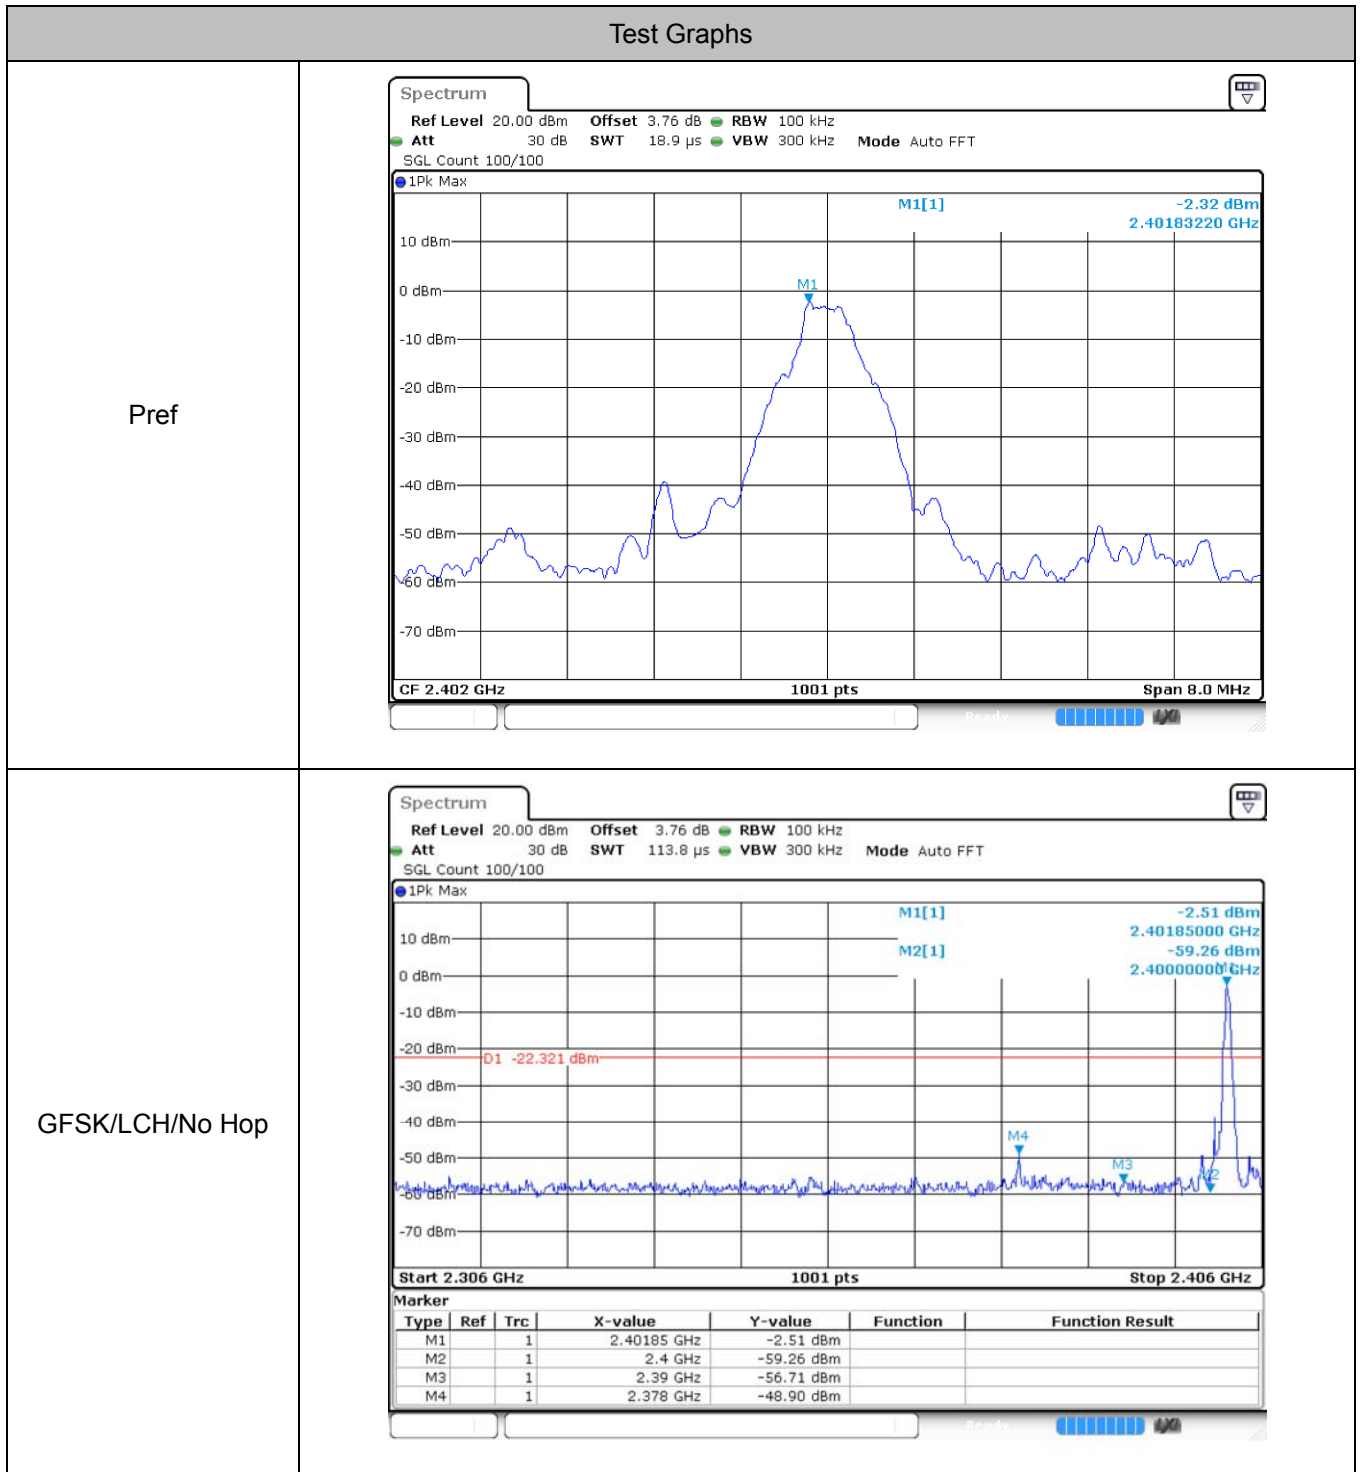 Test Graphs
Pref
Spectrum
Ref Level 20.00 dBm Offset 3.76 dB RBW 100 kHz
Att 30 dB SWT 18.9 µs VBW 300 kHz Mode Auto FFT
SGL Count 100/100
1Pk Max
M1[1] -2.32 dBm
2.40183220 GHz
10 dBm
M1
0 dBm
-10 dBm
-20 dBm
-30 dBm
-40 dBm
-50 dBm
-60 dBm
-70 dBm
CF 2.402 GHz 1001 pts Span 8.0 MHz
Ready
GFSK/LCH/No Hop
Spectrum
Ref Level 20.00 dBm Offset 3.76 dB RBW 100 kHz
Att 30 dB SWT 113.8 µs VBW 300 kHz Mode Auto FFT
SGL Count 100/100
1Pk Max
M1[1] -2.51 dBm
2.40185000 GHz
10 dBm
M2[1] -59.26 dBm
2.40000000 GHz
M1
0 dBm
-10 dBm
-20 dBm
D1 -22.321 dBm
-30 dBm
-40 dBm
M4
-50 dBm
M3
M2
-60 dBm
-70 dBm
Start 2.306 GHz 1001 pts Stop 2.406 GHz
Marker
Type Ref Trc X-value Y-value Function Function Result
M1 1 2.40185 GHz -2.51 dBm
M2 1 2.4 GHz -59.26 dBm
M3 1 2.39 GHz -56.71 dBm
M4 1 2.378 GHz -48.90 dBm
Ready